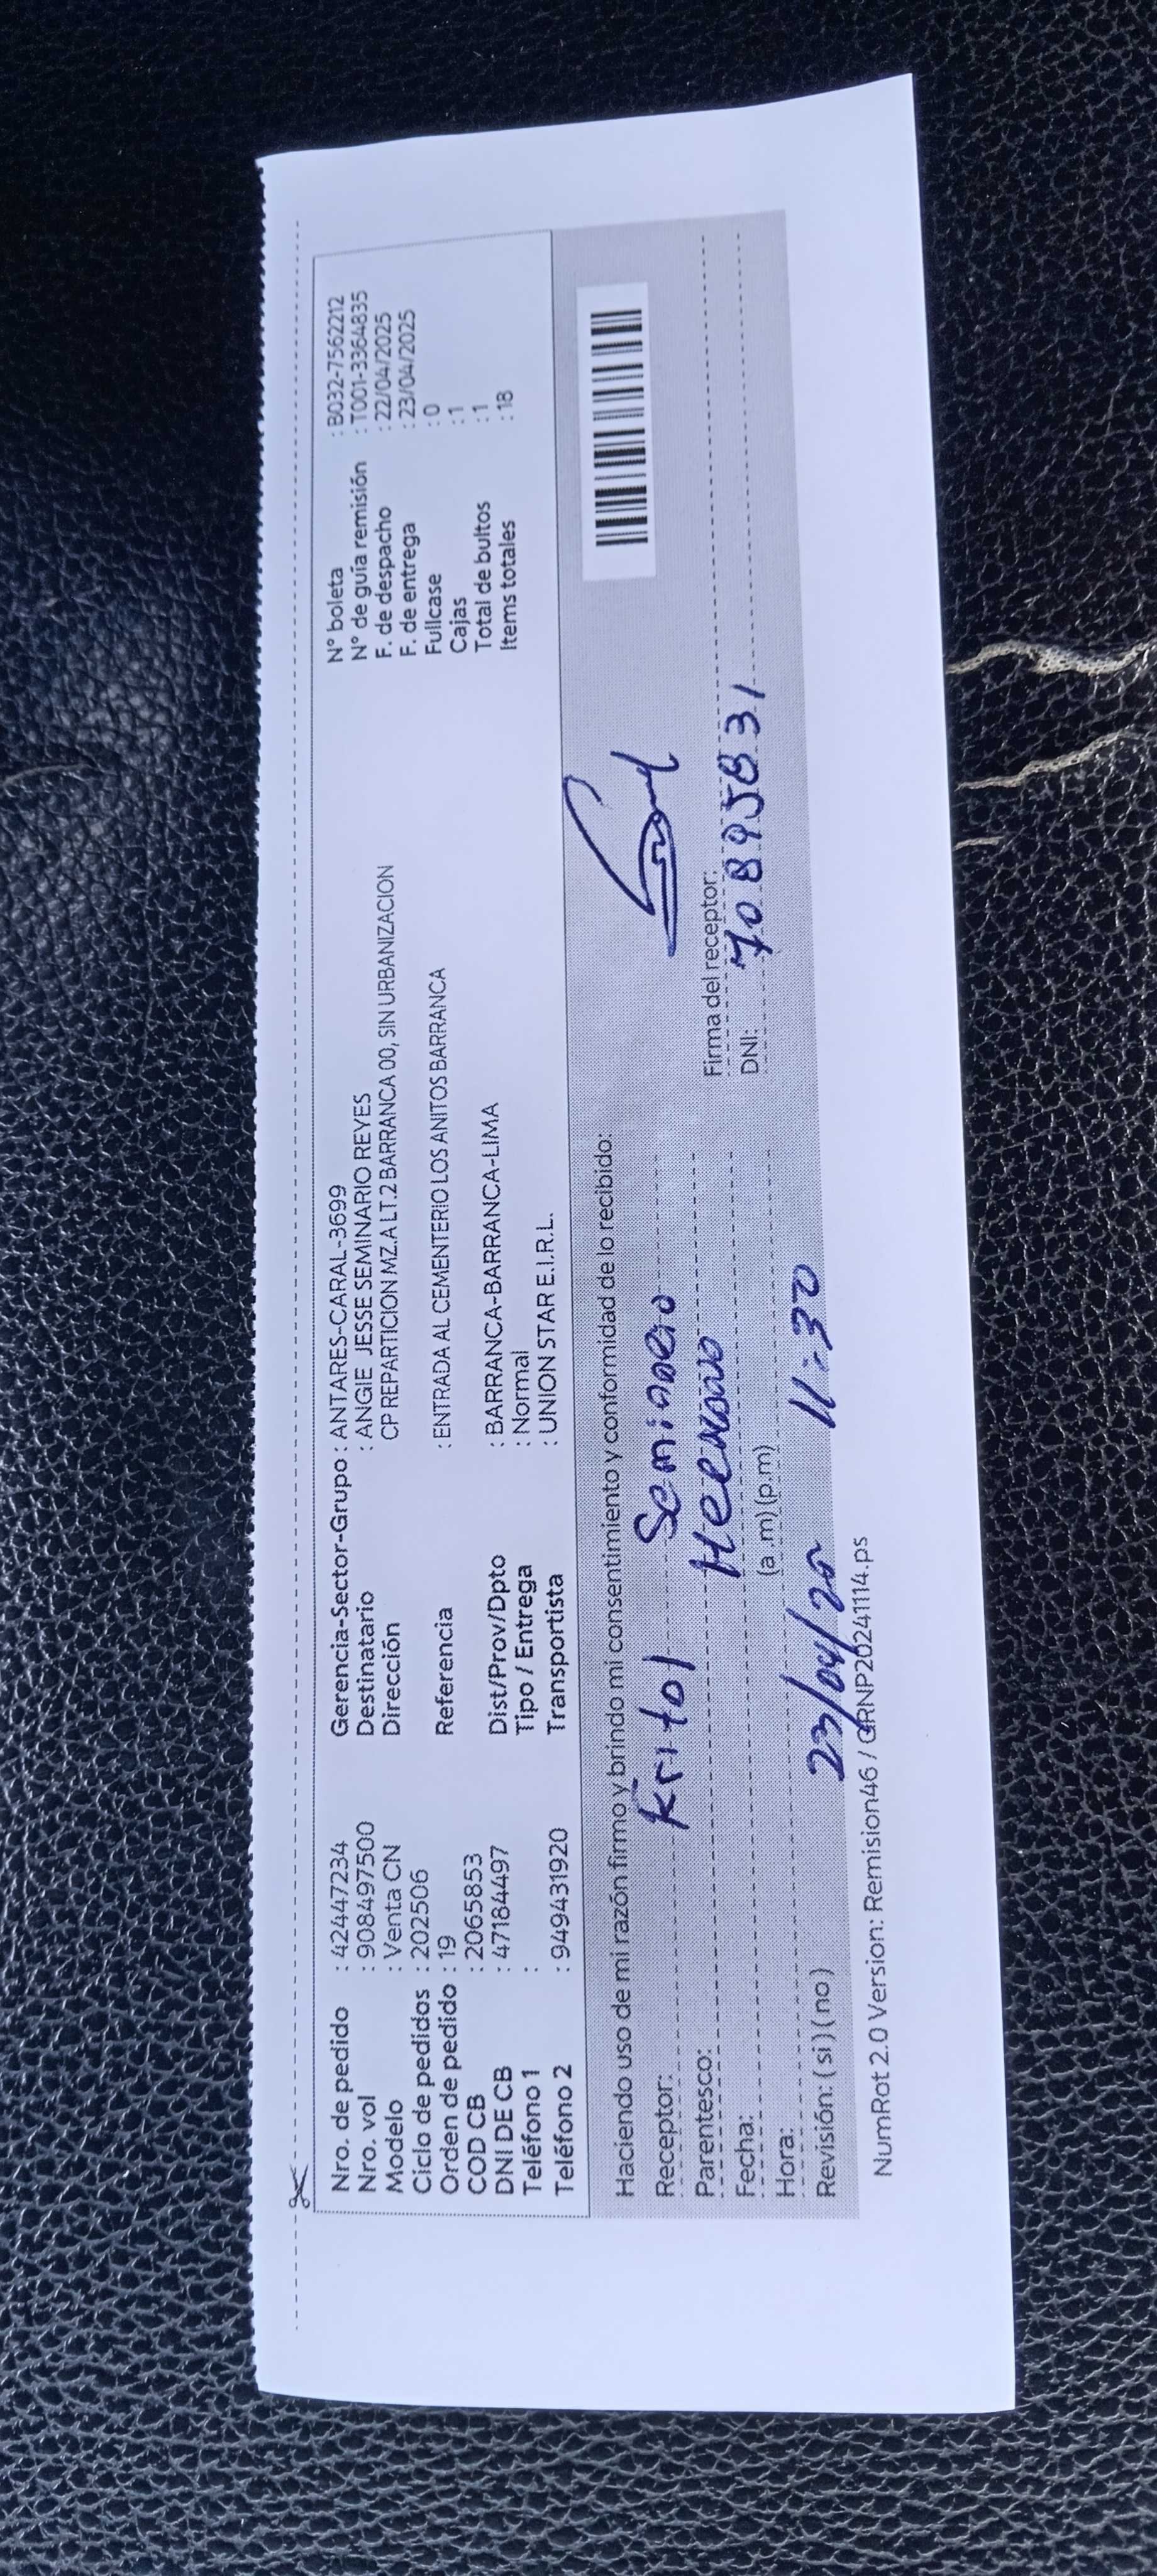 Nro. de pedido : 42447234
Nro. vol : 908497500
Modelo : Venta CN
Ciclo de pedidos : 202506
Orden de pedido : 19
COD CB : 2065853
DNI DE CB : 47184497
Teléfono 1 :
Teléfono 2 : 949431920
Gerencia-Sector-Grupo : ANTARES-CARAL-3699
Destinatario : ANGIE JESSE SEMINARIO REYES
Dirección CP REPARTICION MZ.A LT.2 BARRANCA 00, SIN URBANIZACION
Referencia : ENTRADA AL CEMENTERIO LOS ANITOS BARRANCA
Dist/Prov/Dpto : BARRANCA-BARRANCA-LIMA
Tipo / Entrega : Normal
Transportista : UNION STAR E.I.R.L.
N° boleta : B032-7562212
N° de guía remisión : T001-3364835
F. de despacho : 22/04/2025
F. de entrega : 23/04/2025
Fullcase : 0
Cajas : 1
Total de bultos : 1
Items totales : 18
Haciendo uso de mi razón firmo y brindo mi consentimiento y conformidad de lo recibido:
Receptor: Kritol Seminario
Parentesco: Heenano
Fecha:
Hora: (a .m) (p.m)
Revisión: ( si ) ( no ) 23/04/25 11:30
Firma del receptor:
DNI: 70895831
NumRot 2.0 Version: Remision46 / GRNP20241114.ps